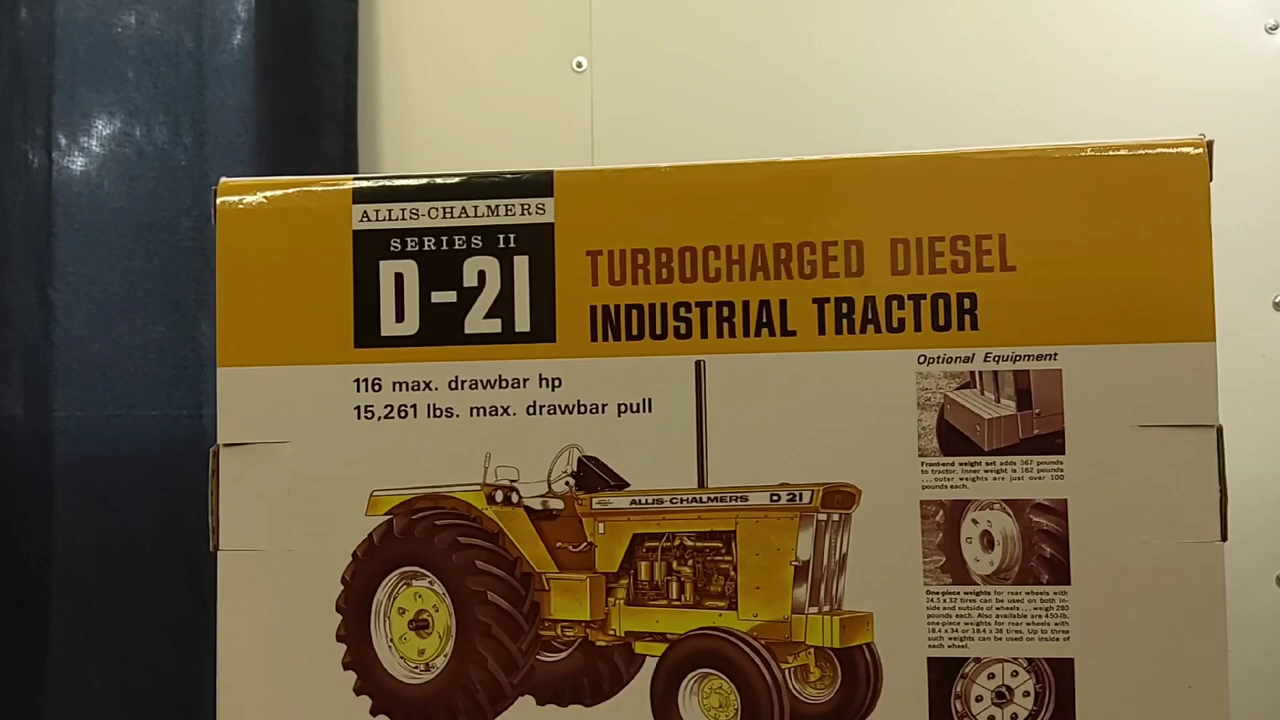 ALLIS-CHALMERS
SERIES II
D-21
TURBOCHARGED DIESEL
INDUSTRIAL TRACTOR
116 max. drawbar hp
15,261 lbs. max. drawbar pull
ALLIS-CHALMERS D 21
Optional Equipment
Front-end weight set adds 367 pounds
to tractor. Inner weight is 162 pounds
...outer weights are just over 100
pounds each.
One-piece weights for rear wheels with
24.5 x 32 tires can be used on both in-
side and outside of wheels...weigh 280
pounds each. Also available are 450-lb.
one-piece weights for rear wheels with
18.4 x 34 or 18.4 x 38 tires. Up to three
such weights can be used on inside of
each wheel.